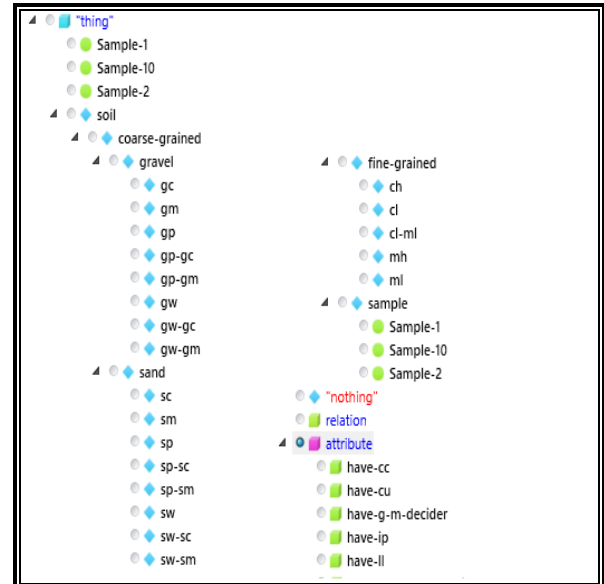 "thing"
Sample-1
Sample-10
Sample-2
soil
coarse-grained
gravel
gc
gm
gp
gp-gc
gp-gm
gw
gw-gc
gw-gm
sand
sc
sm
sp
sp-sc
sp-sm
sw
sw-sc
sw-sm
fine-grained
ch
cl
cl-ml
mh
ml
sample
Sample-1
Sample-10
Sample-2
"nothing"
relation
attribute
have-cc
have-cu
have-g-m-decider
have-ip
have-ll